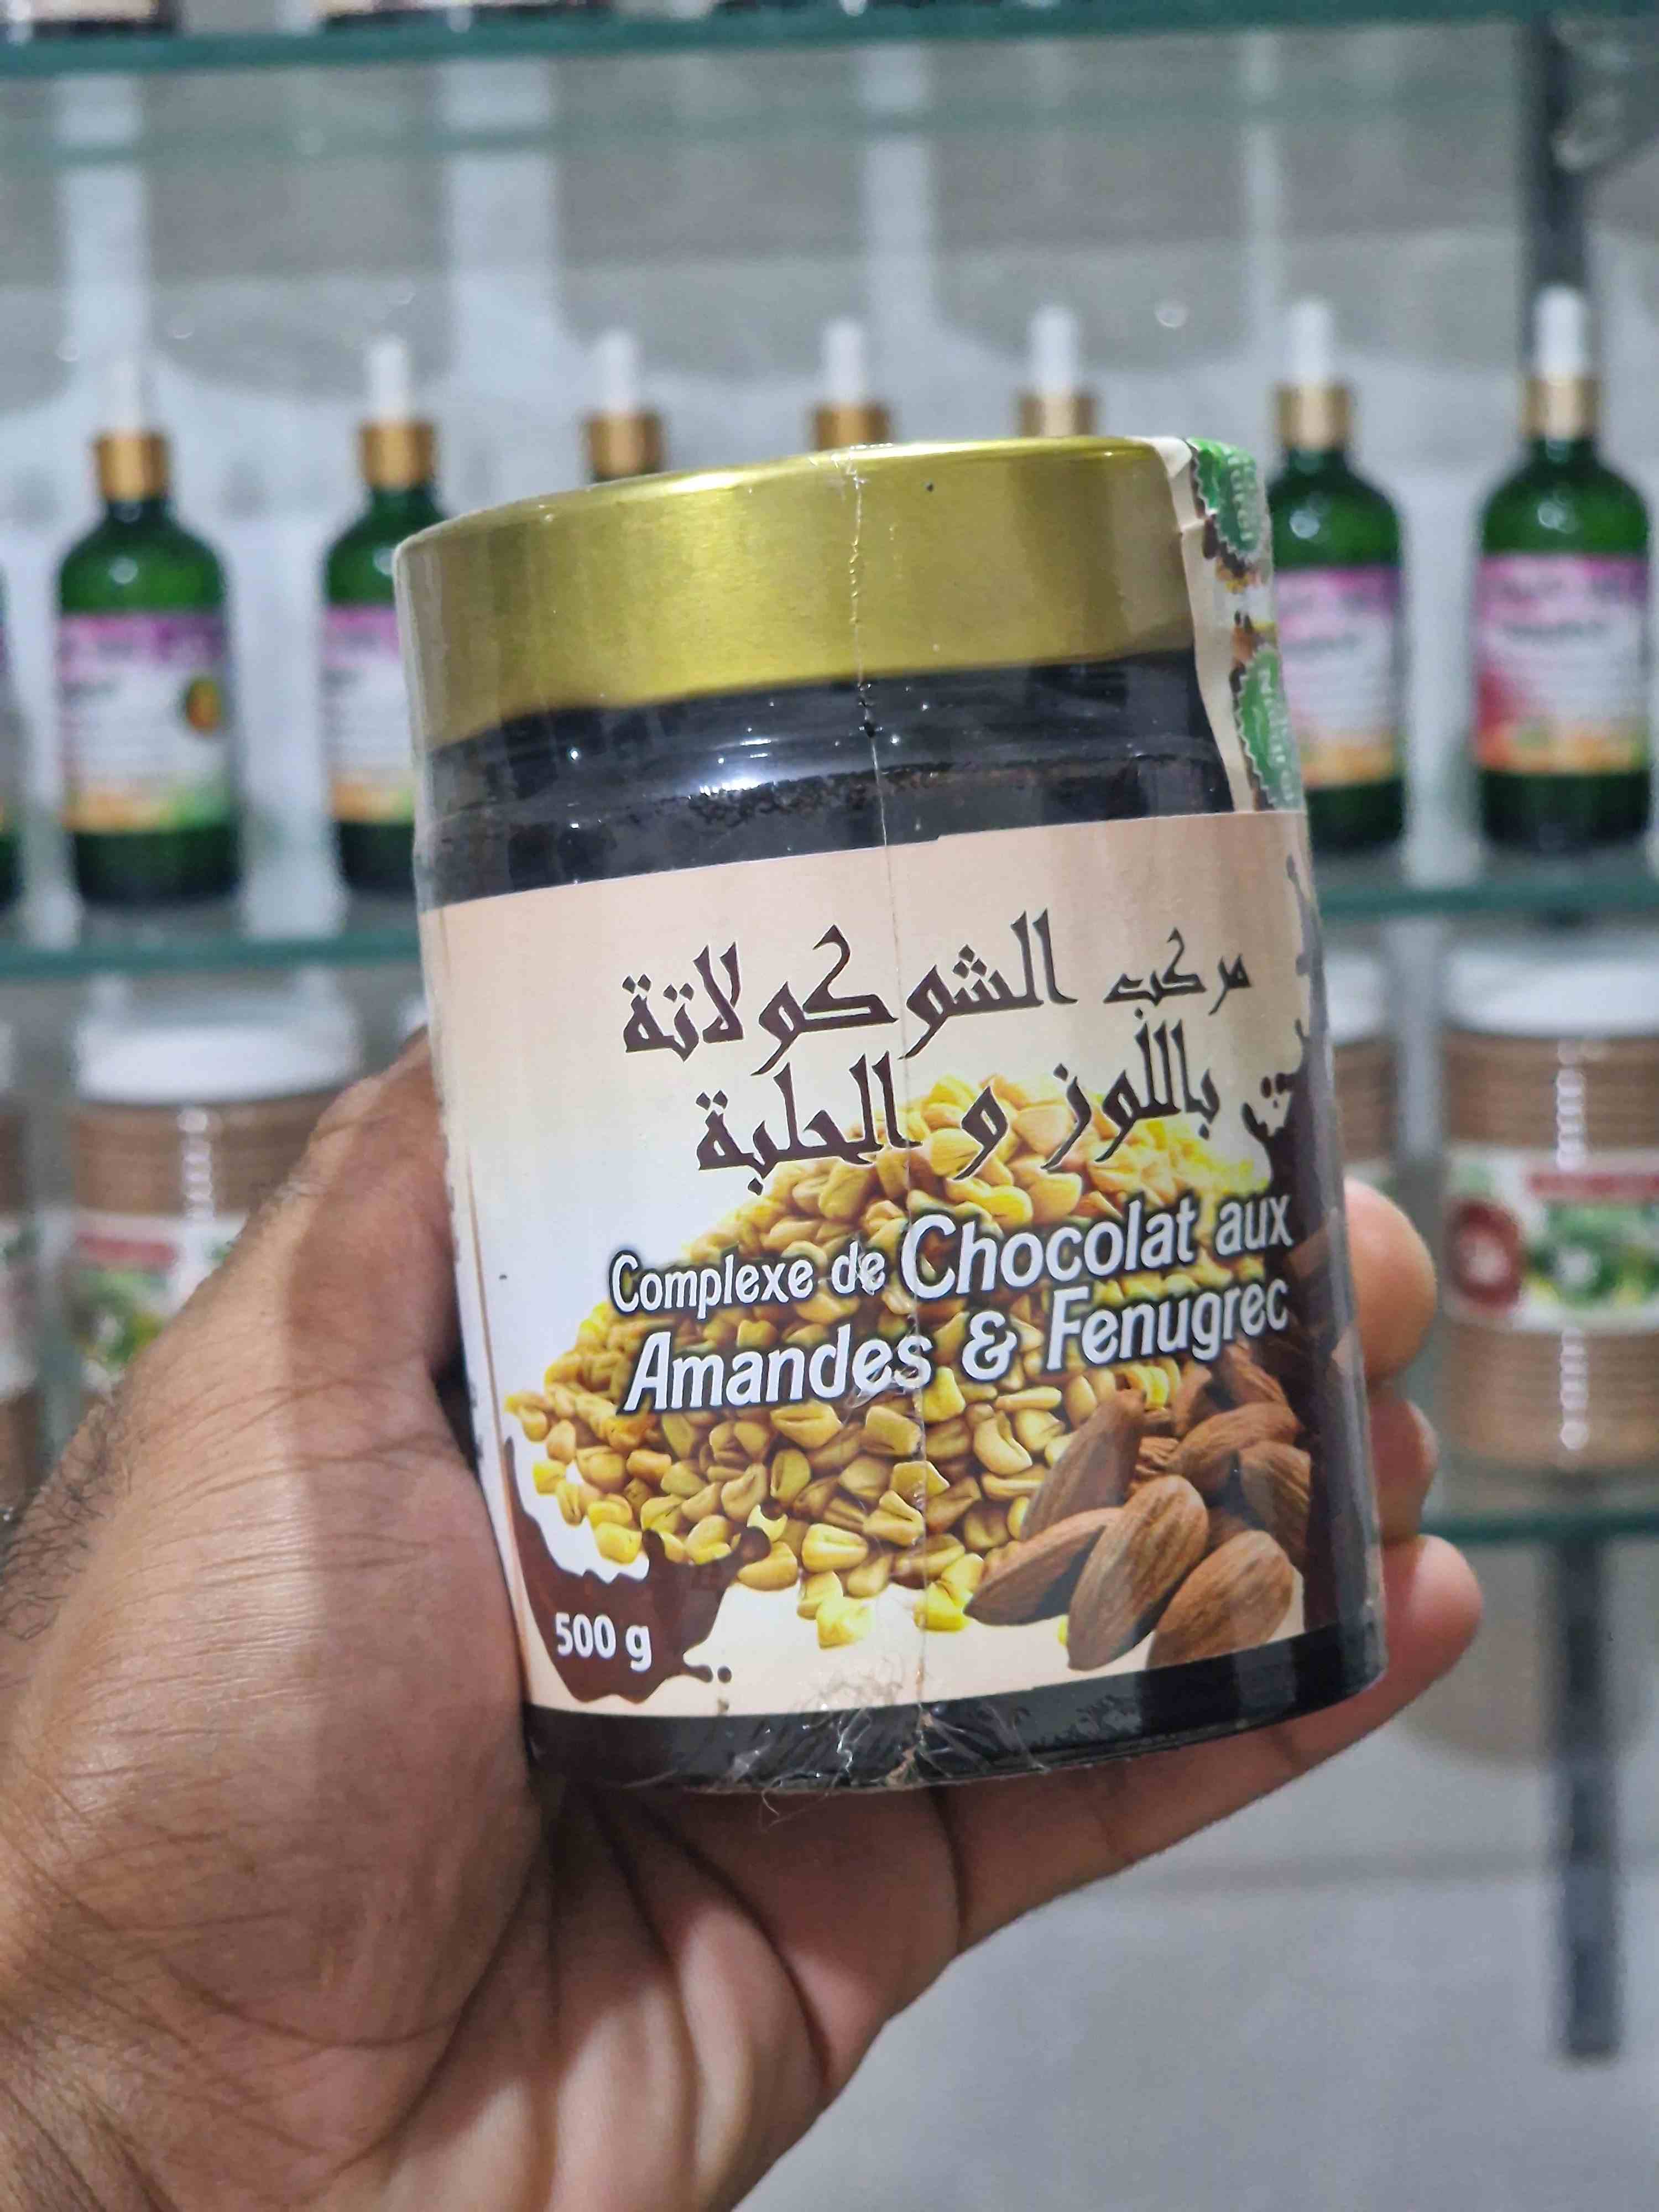 مركب الشوكولاتة
باللوز و الحلبة
Complexe de Chocolat aux
Amandes & Fenugrec
500 g